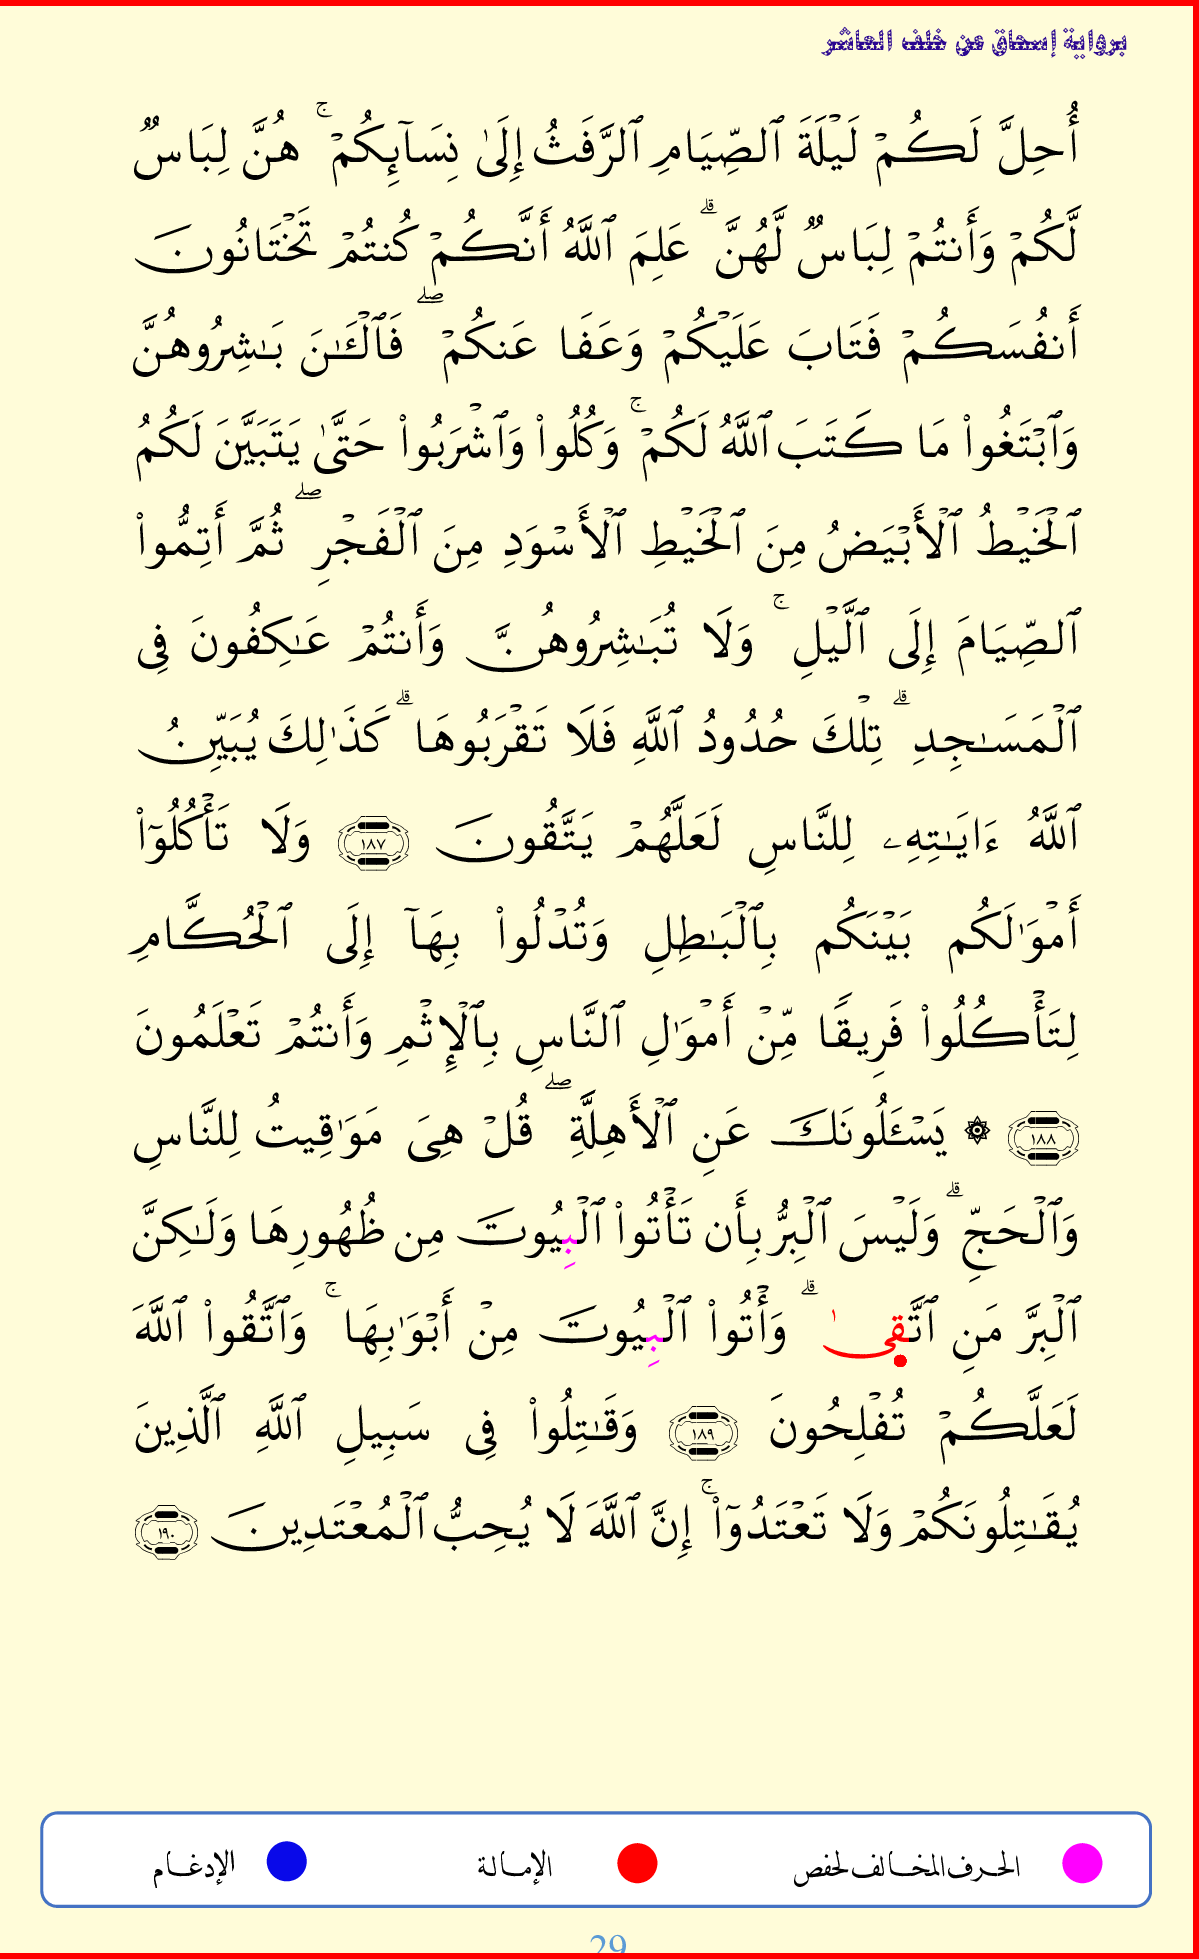 برواية إسحاق عن خلف العاشر
أُحِلَّ لَكُمۡ لَيۡلَةَ ٱلصِّيَامِ ٱلرَّفَثُ إِلَىٰ نِسَآئِكُمۡۚ هُنَّ لِبَاسٞ
لَّكُمۡ وَأَنتُمۡ لِبَاسٞ لَّهُنَّۗ عَلِمَ ٱللَّهُ أَنَّكُمۡ كُنتُمۡ تَخۡتَانُونَ
أَنفُسَكُمۡ فَتَابَ عَلَيۡكُمۡ وَعَفَا عَنكُمۡۖ فَٱلۡـَٰٔنَ بَٰشِرُوهُنَّ
وَٱبۡتَغُواْ مَا كَتَبَ ٱللَّهُ لَكُمۡۚ وَكُلُواْ وَٱشۡرَبُواْ حَتَّىٰ يَتَبَيَّنَ لَكُمُ
ٱلۡخَيۡطُ ٱلۡأَبۡيَضُ مِنَ ٱلۡخَيۡطِ ٱلۡأَسۡوَدِ مِنَ ٱلۡفَجۡرِۖ ثُمَّ أَتِمُّواْ
ٱلصِّيَامَ إِلَى ٱلَّيۡلِۚ وَلَا تُبَٰشِرُوهُنَّ وَأَنتُمۡ عَٰكِفُونَ فِي
ٱلۡمَسَٰجِدِۗ تِلۡكَ حُدُودُ ٱللَّهِ فَلَا تَقۡرَبُوهَاۗ كَذَٰلِكَ يُبَيِّنُ
ٱللَّهُ ءَايَٰتِهِۦ لِلنَّاسِ لَعَلَّهُمۡ يَتَّقُونَ ١٨٧ وَلَا تَأۡكُلُوٓاْ
أَمۡوَٰلَكُم بَيۡنَكُم بِٱلۡبَٰطِلِ وَتُدۡلُواْ بِهَآ إِلَى ٱلۡحُكَّامِ
لِتَأۡكُلُواْ فَرِيقٗا مِّنۡ أَمۡوَٰلِ ٱلنَّاسِ بِٱلۡإِثۡمِ وَأَنتُمۡ تَعۡلَمُونَ
١٨٨ ۞ يَسۡـَٔلُونَكَ عَنِ ٱلۡأَهِلَّةِۖ قُلۡ هِيَ مَوَٰقِيتُ لِلنَّاسِ
وَٱلۡحَجِّۗ وَلَيۡسَ ٱلۡبِرُّ بِأَن تَأۡتُواْ ٱلۡبِيُوتَ مِن ظُهُورِهَا وَلَٰكِنَّ
ٱلۡبِرَّ مَنِ ٱتَّقَىٰۗ وَأۡتُواْ ٱلۡبِيُوتَ مِنۡ أَبۡوَٰبِهَاۚ وَٱتَّقُواْ ٱللَّهَ
لَعَلَّكُمۡ تُفۡلِحُونَ ١٨٩ وَقَٰتِلُواْ فِي سَبِيلِ ٱللَّهِ ٱلَّذِينَ
يُقَٰتِلُونَكُمۡ وَلَا تَعۡتَدُوٓاْۚ إِنَّ ٱللَّهَ لَا يُحِبُّ ٱلۡمُعۡتَدِينَ ١٩٠
الحرف المخالف لحفص الإمالة الإدغام
29